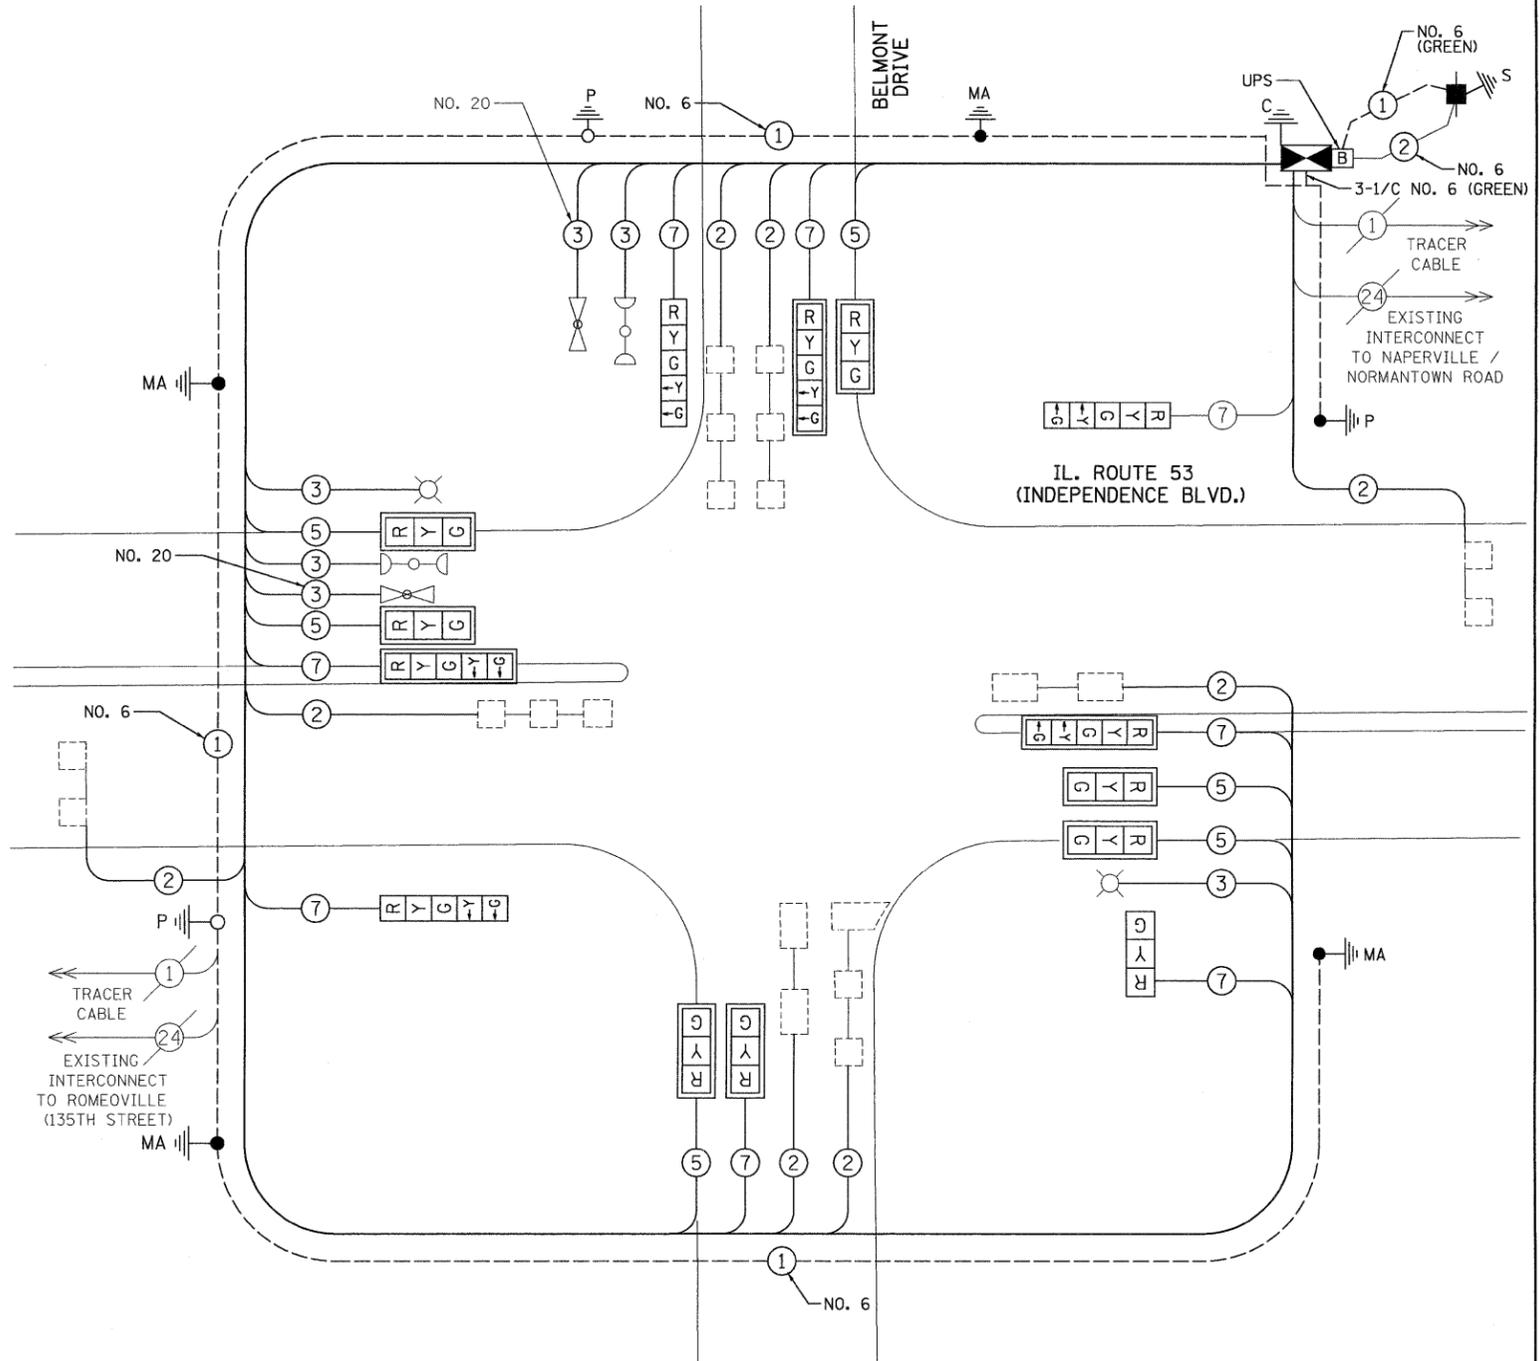 NO. 6
(GREEN)
BELMONT
DRIVE
UPS
S
P
MA
C
NO. 20
NO. 6
1
1
B
2
NO. 6
3-1/C NO. 6 (GREEN)
3
3
7
2
2
7
5
1
TRACER
CABLE
24
EXISTING
INTERCONNECT
TO NAPERVILLE /
NORMANTOWN ROAD
R
Y
G
←Y
←G
R
Y
G
←Y
←G
R
Y
G
MA
←G ←Y G Y R
7
P
IL. ROUTE 53
(INDEPENDENCE BLVD.)
3
2
5
R Y G
NO. 20
3
3
5
R Y G
7
R Y G ←Y ←G
2
2
NO. 6
1
←G ←Y G Y R
7
G Y R
5
G Y R
5
2
3
7
R Y G ←Y ←G
P
G
Y
R
7
MA
1
TRACER
CABLE
24
EXISTING
INTERCONNECT
TO ROMEOVILLE
(135TH STREET)
G
Y
R
G
Y
R
MA
5
7
2
2
1
NO. 6